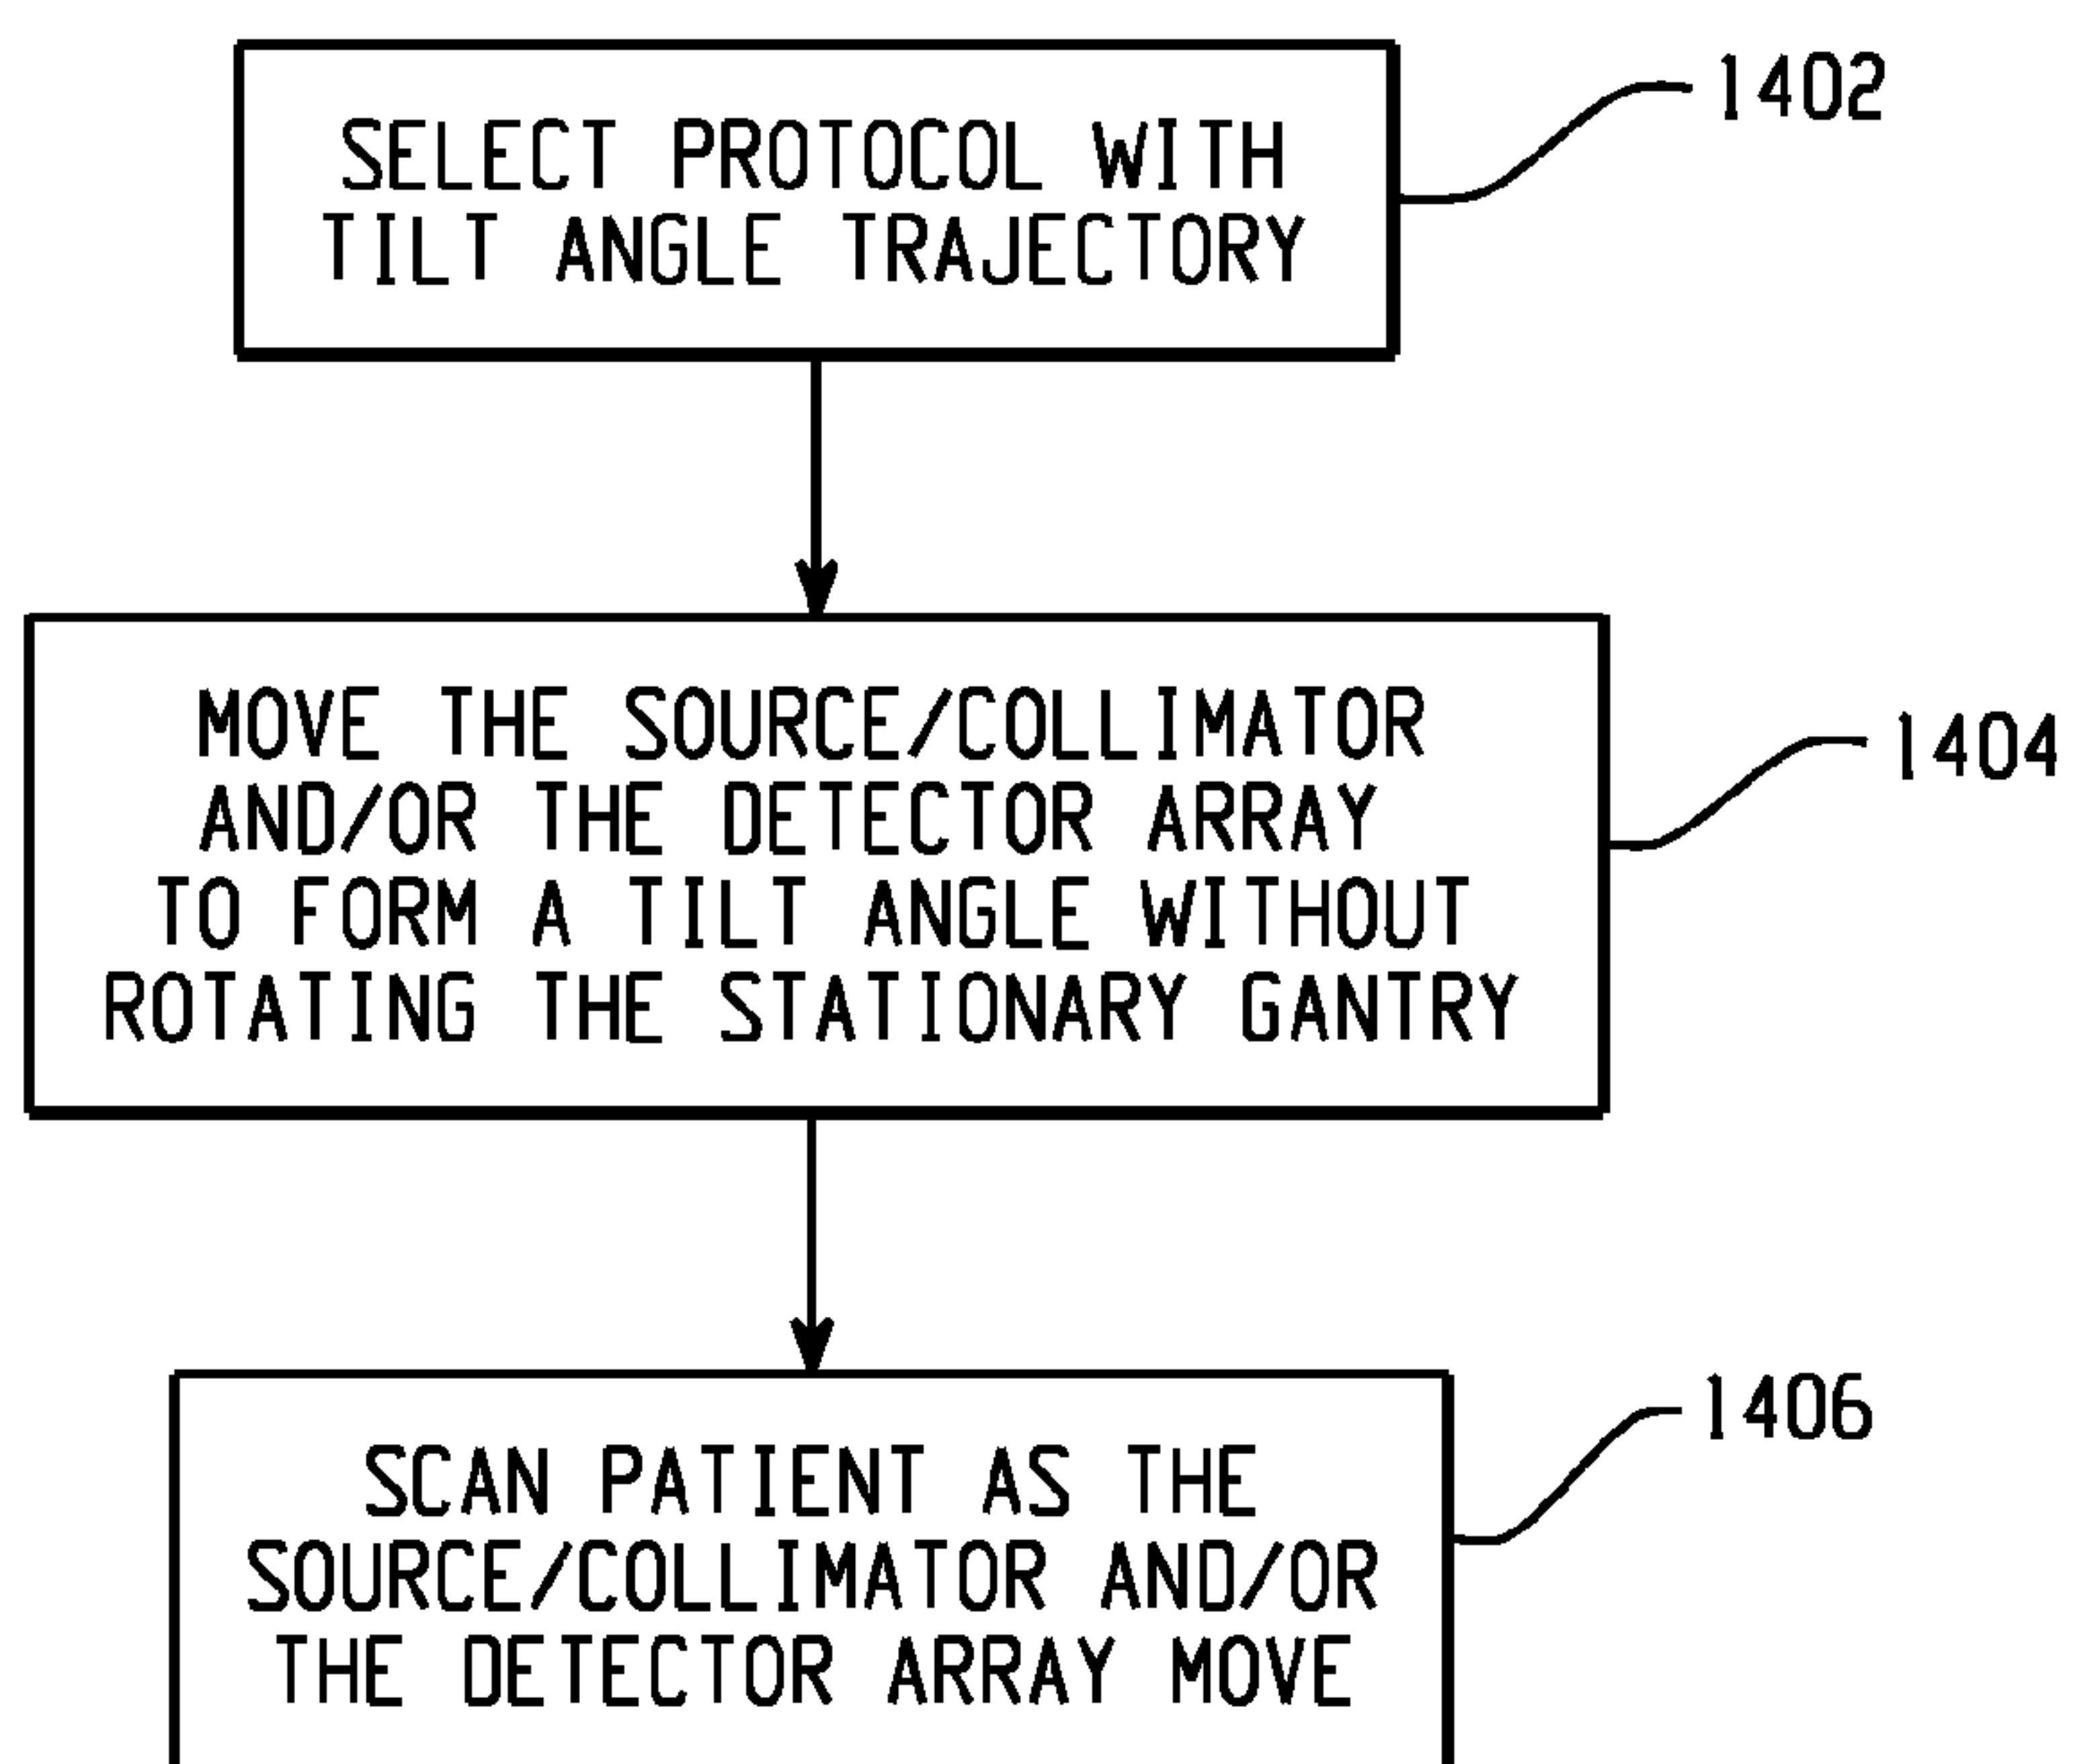 SELECT PROTOCOL WITH
TILT ANGLE TRAJECTORY
1402
MOVE THE SOURCE/COLLIMATOR
AND/OR THE DETECTOR ARRAY
TO FORM A TILT ANGLE WITHOUT
ROTATING THE STATIONARY GANTRY
1404
SCAN PATIENT AS THE
SOURCE/COLLIMATOR AND/OR
THE DETECTOR ARRAY MOVE
1406